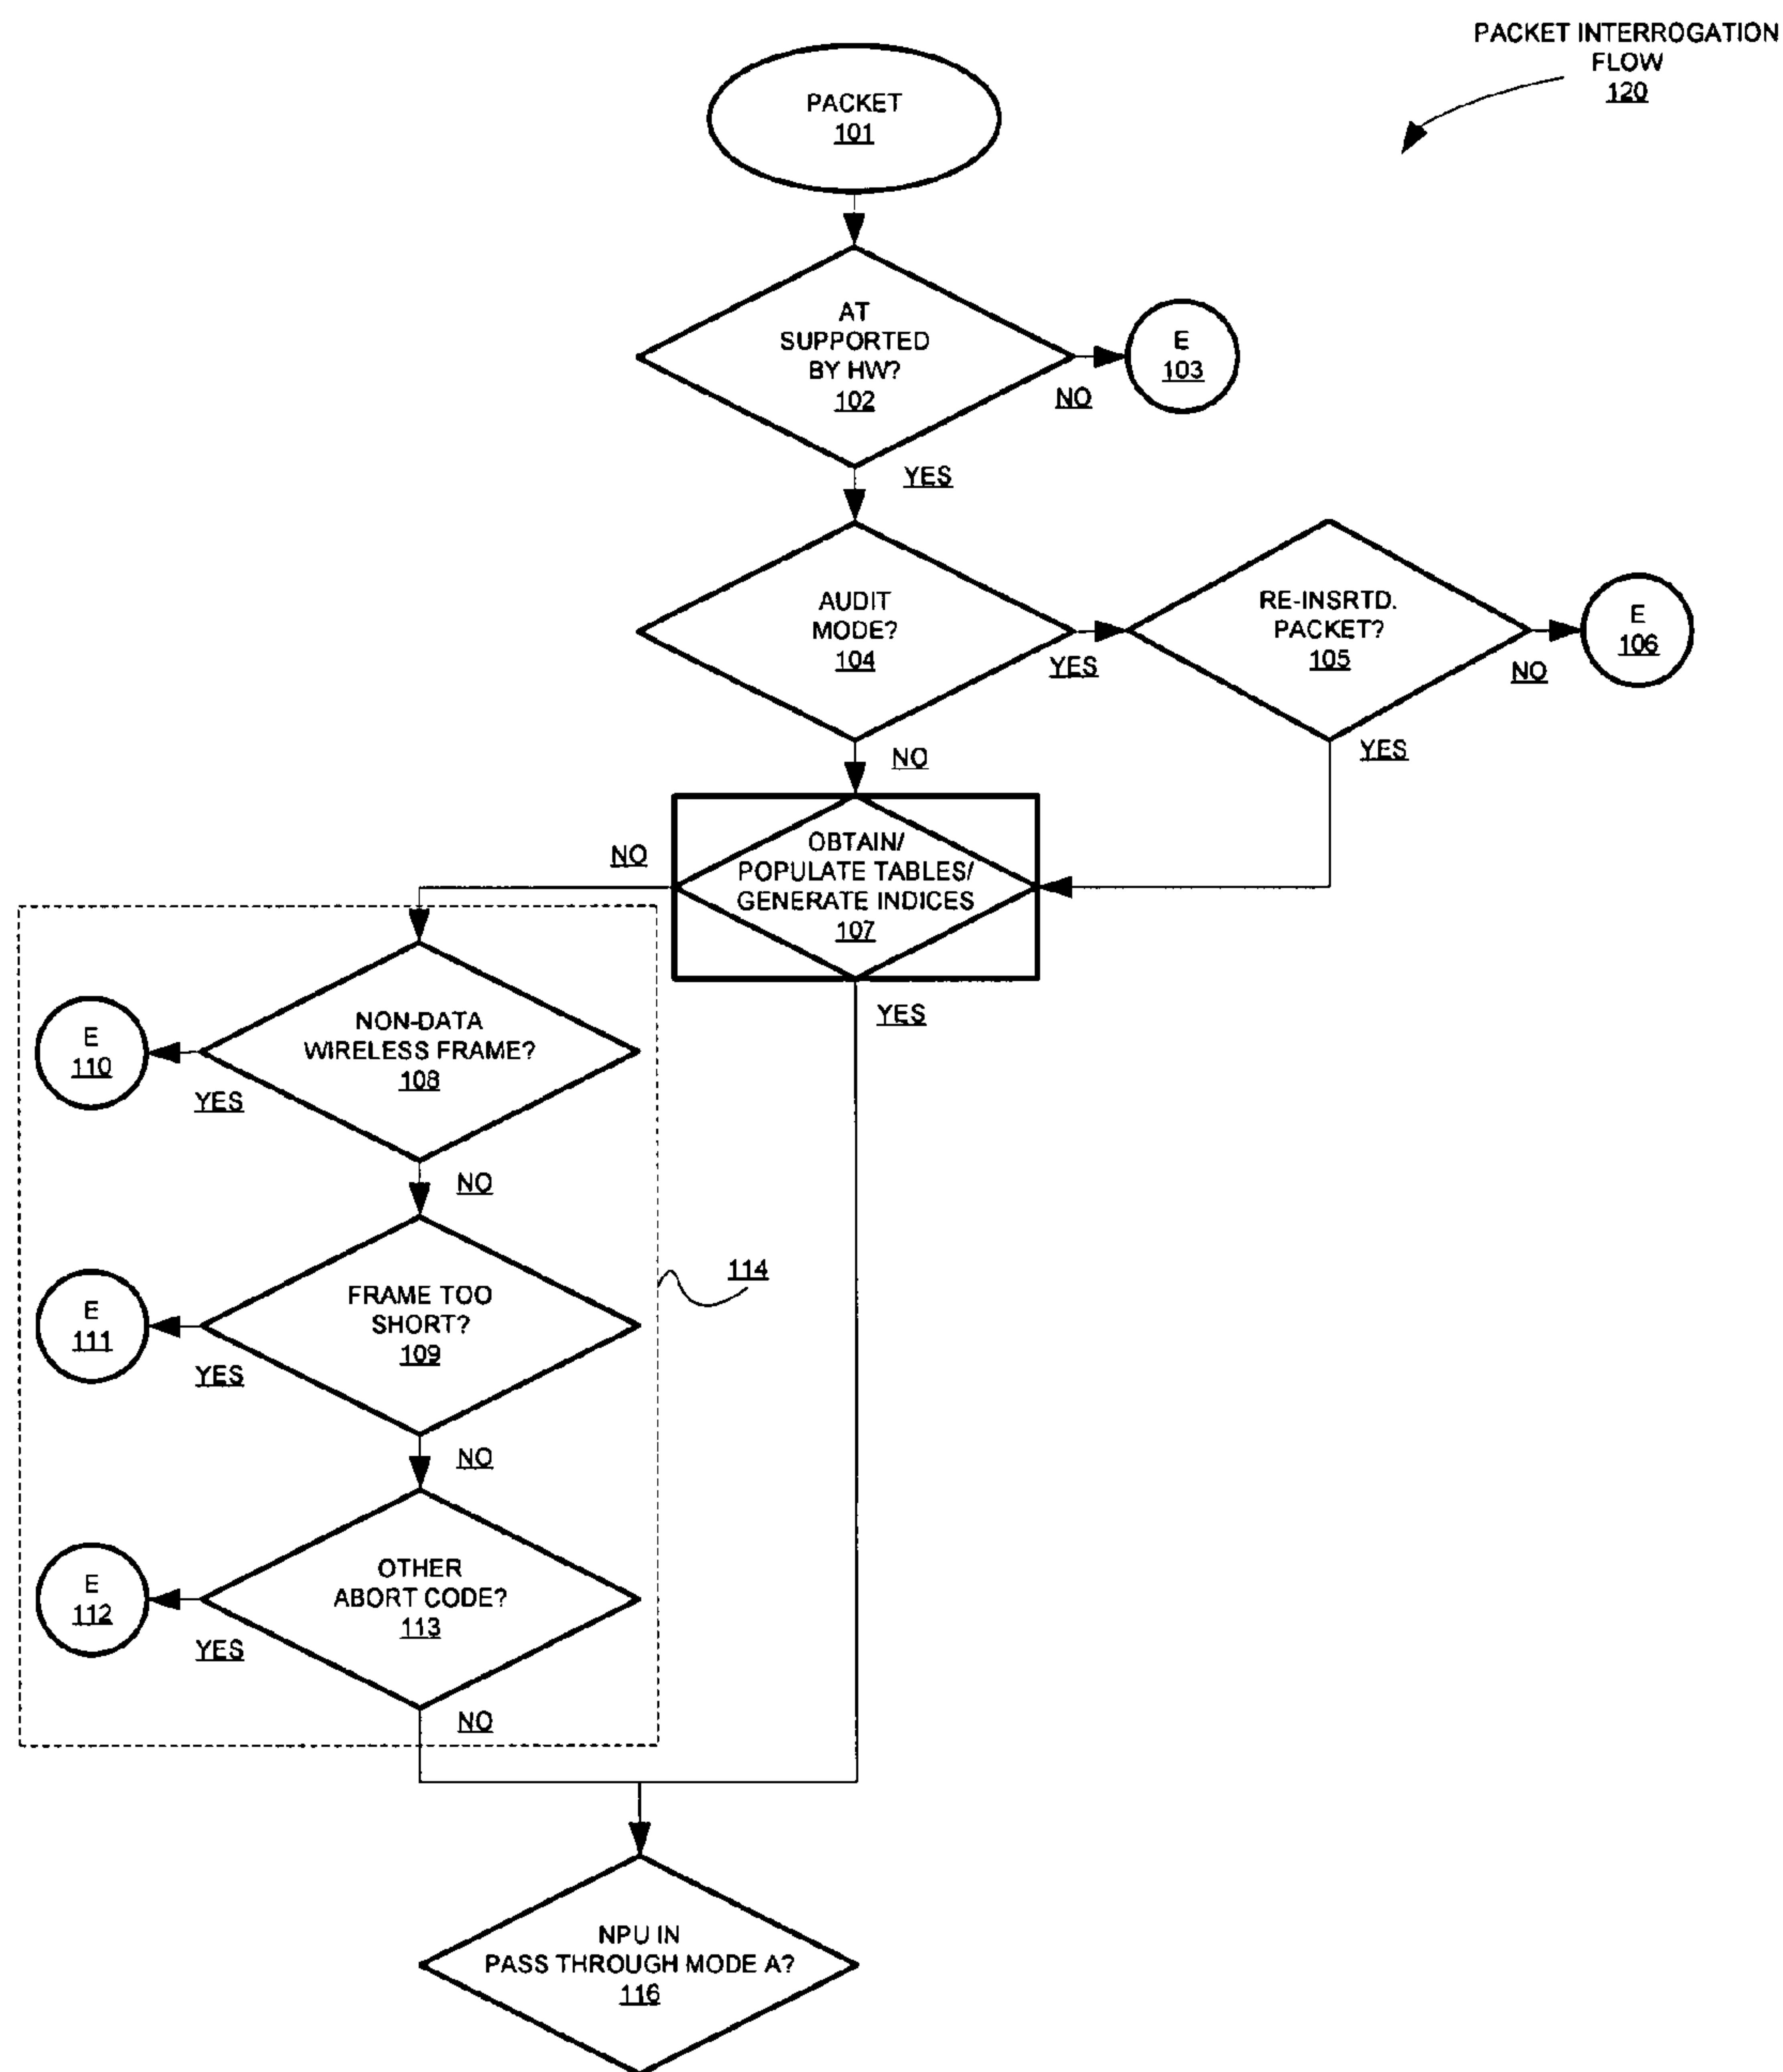 PACKET INTERROGATION
FLOW
120
PACKET
101
AT
SUPPORTED
BY HW?
102
NO
E
103
YES
AUDIT
MODE?
104
YES
RE-INSRTD.
PACKET?
105
NO
E
106
YES
NO
OBTAIN/
POPULATE TABLES/
GENERATE INDICES
107
NO
YES
NON-DATA
WIRELESS FRAME?
108
E
110
YES
NO
FRAME TOO
SHORT?
109
E
111
YES
114
NO
OTHER
ABORT CODE?
113
E
112
YES
NO
NPU IN
PASS THROUGH MODE A?
116